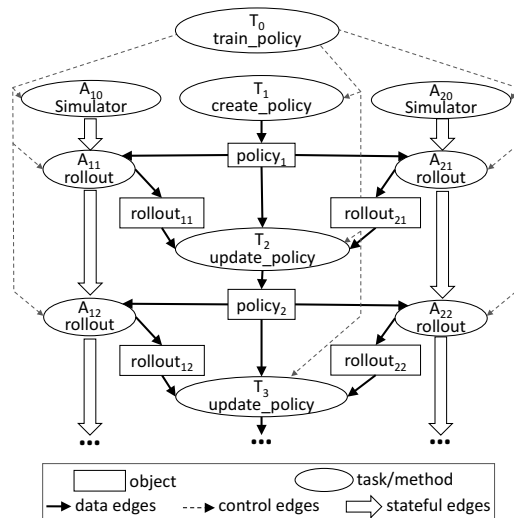 T₀
train_policy
A₁₀
Simulator
T₁
create_policy
A₂₀
Simulator
A₁₁
rollout
policy₁
A₂₁
rollout
rollout₁₁
rollout₂₁
T₂
update_policy
A₁₂
rollout
policy₂
A₂₂
rollout
rollout₁₂
rollout₂₂
T₃
update_policy
... ... ...
object task/method
data edges control edges stateful edges